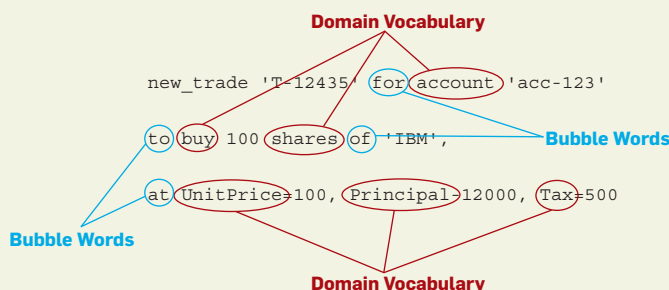 Domain Vocabulary
new_trade 'T-12435' for account 'acc-123'
to buy 100 shares of 'IBM',
Bubble Words
at UnitPrice=100, Principal-12000, Tax=500
Bubble Words
Domain Vocabulary